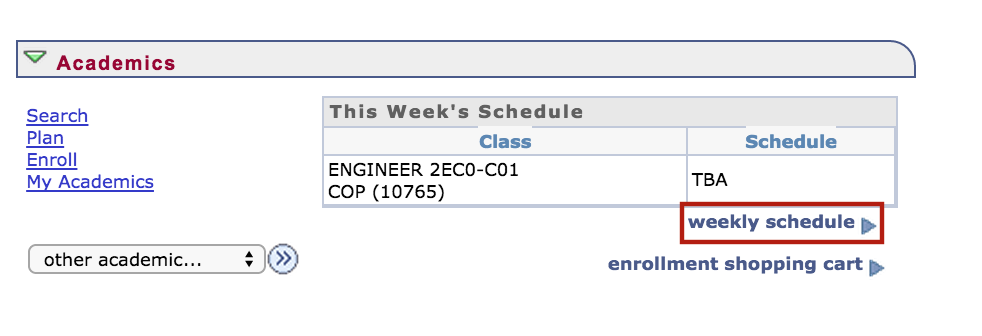 Academics
Search
Plan
Enroll
My Academics
This Week's Schedule
Class Schedule
ENGINEER 2EC0-C01
COP (10765)
TBA
weekly schedule
other academic...
enrollment shopping cart